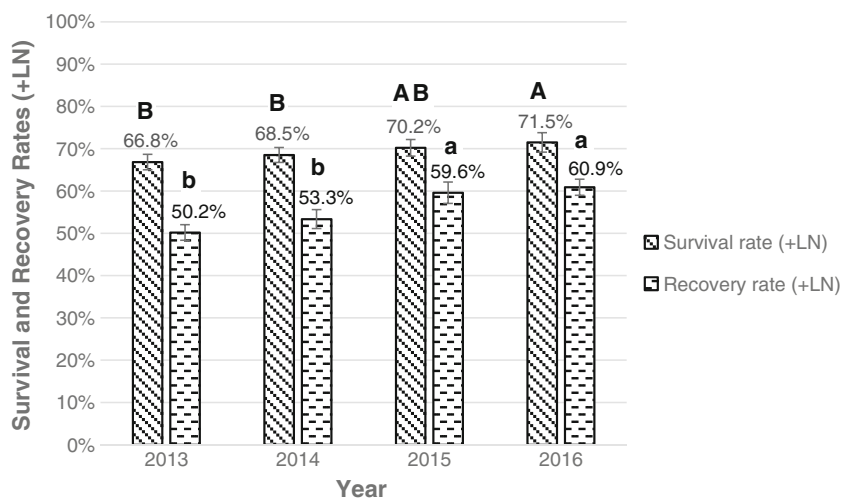 Survival and Recovery Rates (+LN)
100%
90%
80%
70%
60%
50%
40%
30%
20%
10%
0%
B
66.8%
b
50.2%
B
68.5%
b
53.3%
AB
70.2%
a
59.6%
A
71.5%
a
60.9%
2013
2014
2015
2016
Year
Survival rate (+LN)
Recovery rate (+LN)